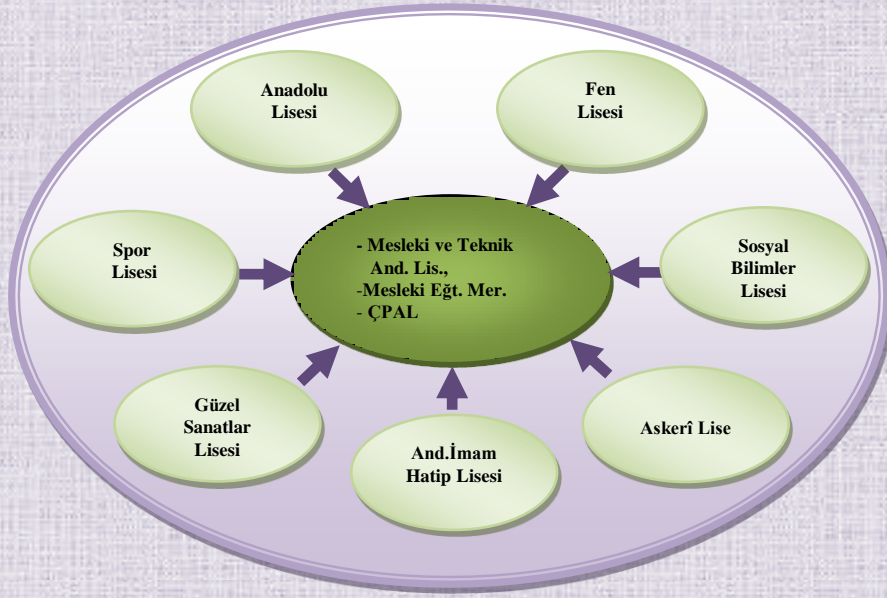 Anadolu
Lisesi
Fen
Lisesi
Spor
Lisesi
- Mesleki ve Teknik
And. Lis.,
-Mesleki Eğt. Mer.
- ÇPAL
Sosyal
Bilimler
Lisesi
Güzel
Sanatlar
Lisesi
And.İmam
Hatip Lisesi
Askerî Lise